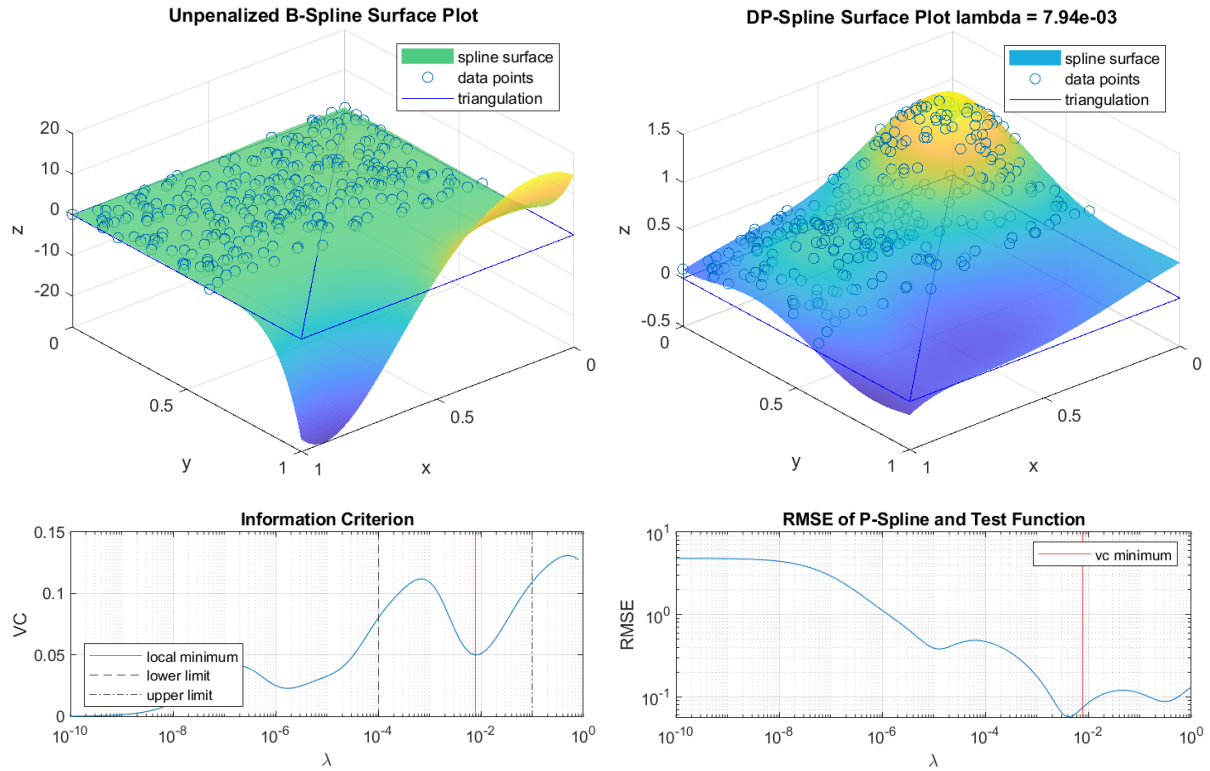 Unpenalized B-Spline Surface Plot
spline surface
data points
triangulation
20
10
0
-10
-20
z
0
0.5
1
y
1
0.5
0
x
DP-Spline Surface Plot lambda = 7.94e-03
spline surface
data points
triangulation
1.5
1
0.5
0
-0.5
z
0
0.5
1
y
1
0.5
0
x
Information Criterion
0.15
0.1
0.05
0
VC
local minimum
lower limit
upper limit
10^-10
10^-8
10^-6
10^-4
10^-2
10^0
λ
RMSE of P-Spline and Test Function
vc minimum
10^1
10^0
10^-1
RMSE
10^-10
10^-8
10^-6
10^-4
10^-2
10^0
λ